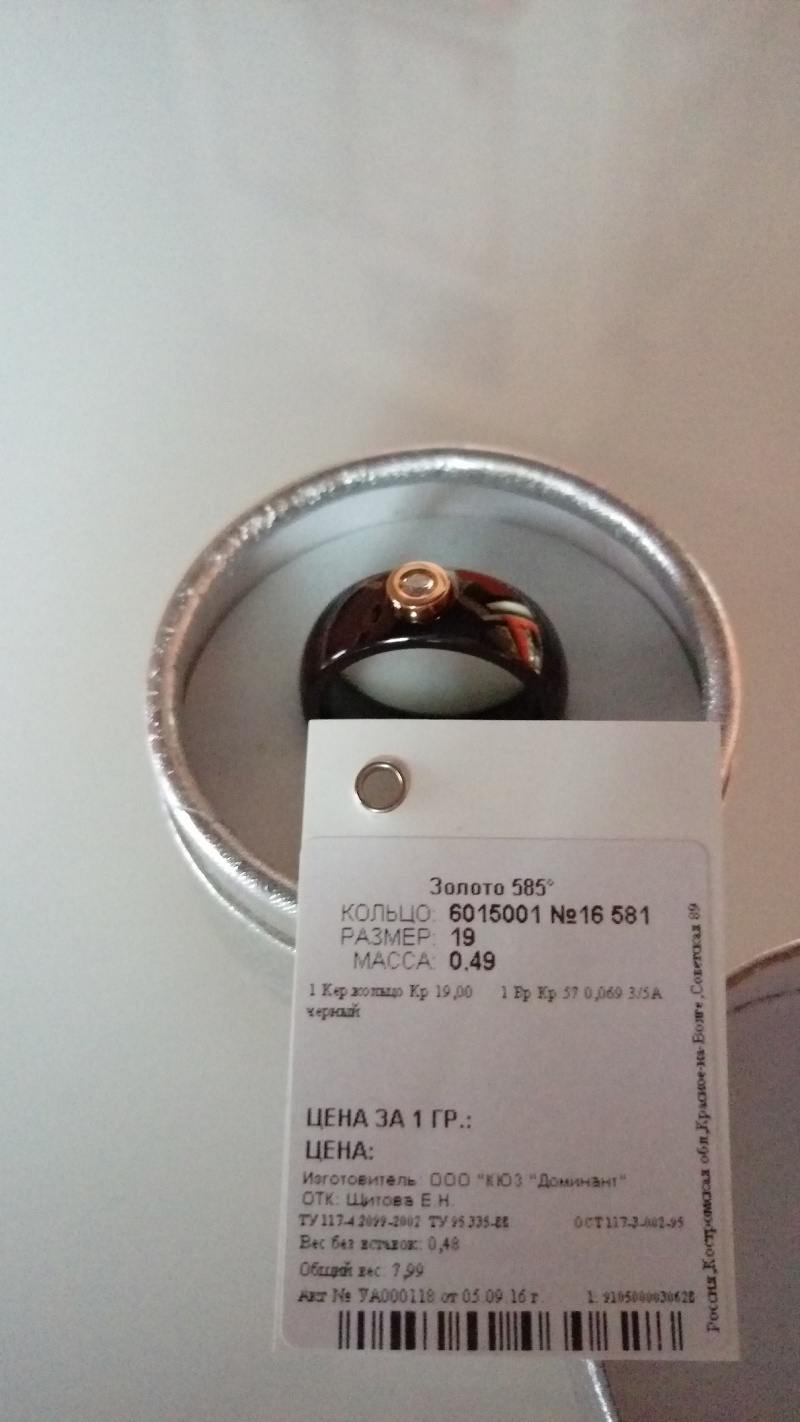 Золото 585°
КОЛЬЦО: 6015001 №16 581
РАЗМЕР: 19
МАССА: 0,49
1 Кер кольцо Кр 19,00 1 Бр Кр 57 0,069 3/5А
черный
ЦЕНА ЗА 1 ГР.:
ЦЕНА:
Изготовитель: ООО "КЮЗ "Доминант"
ОТК: Щитова Е.Н.
ТУ 117-4.2099-2002 ТУ 95 335-88 ОСТ 117-3-002-95
Вес без вставок: 0,48
Общий вес: 7,99
Акт № УА000118 от 05.09.16 г. 1: 9105000030628
Россия,Костромская обл,Красное-на-Волге,Советская 89